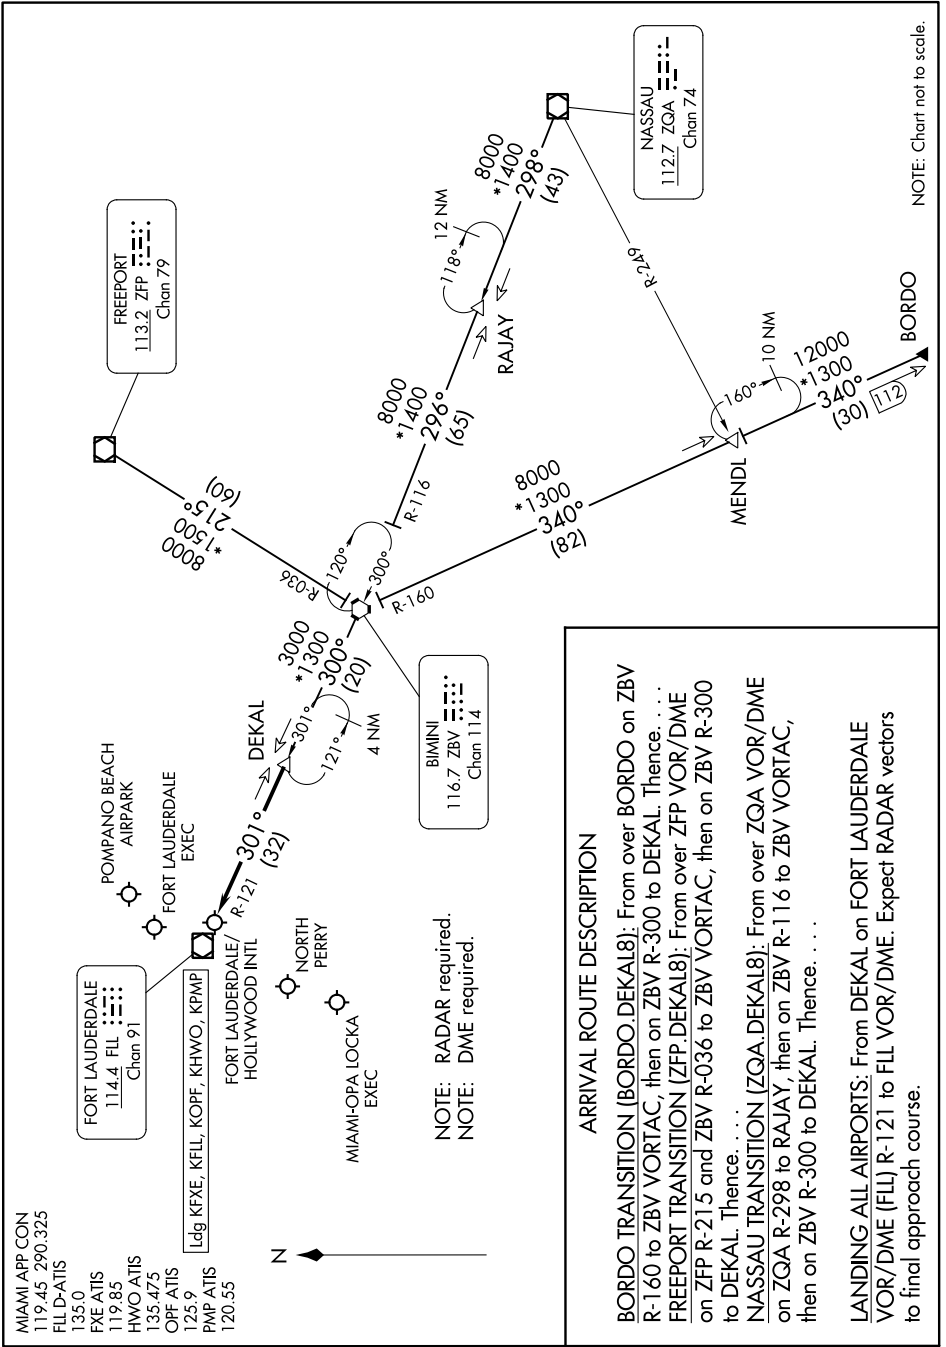 MIAMI APP CON
119.45 290.325
FLL D-ATIS
135.0
FXE ATIS
119.85
HWO ATIS
135.475
OPF ATIS
125.9
PMP ATIS
120.55
FORT LAUDERDALE
114.4 FLL
Chan 91
Ldg KFXE, KFLL, KOPF, KHWO, KPMP
POMPANO BEACH
AIRPARK
FORT LAUDERDALE
EXEC
FORT LAUDERDALE/
HOLLYWOOD INTL
NORTH
PERRY
MIAMI-OPA LOCKA
EXEC
N
NOTE: RADAR required.
NOTE: DME required.
R-121
301°
(32)
DEKAL
301°
121°
4 NM
3000
*1300
300°
(20)
BIMINI
116.7 ZBV
Chan 114
120°
300°
R-036
R-116
R-160
8000
*1500
215°
(60)
FREEPORT
113.2 ZFP
Chan 79
8000
*1400
296°
(65)
RAJAY
118°
12 NM
8000
*1400
298°
(43)
NASSAU
112.7 ZQA
Chan 74
R-249
8000
*1300
340°
(82)
MENDL
160°
10 NM
12000
*1300
340°
(30)
112
BORDO
NOTE: Chart not to scale.
ARRIVAL ROUTE DESCRIPTION
BORDO TRANSITION (BORDO.DEKAL8): From over BORDO on ZBV
R-160 to ZBV VORTAC, then on ZBV R-300 to DEKAL. Thence. . . .
FREEPORT TRANSITION (ZFP.DEKAL8): From over ZFP VOR/DME
on ZFP R-215 and ZBV R-036 to ZBV VORTAC, then on ZBV R-300
to DEKAL. Thence. . . .
NASSAU TRANSITION (ZQA.DEKAL8): From over ZQA VOR/DME
on ZQA R-298 to RAJAY, then on ZBV R-116 to ZBV VORTAC,
then on ZBV R-300 to DEKAL. Thence. . . .
LANDING ALL AIRPORTS: From DEKAL on FORT LAUDERDALE
VOR/DME (FLL) R-121 to FLL VOR/DME. Expect RADAR vectors
to final approach course.